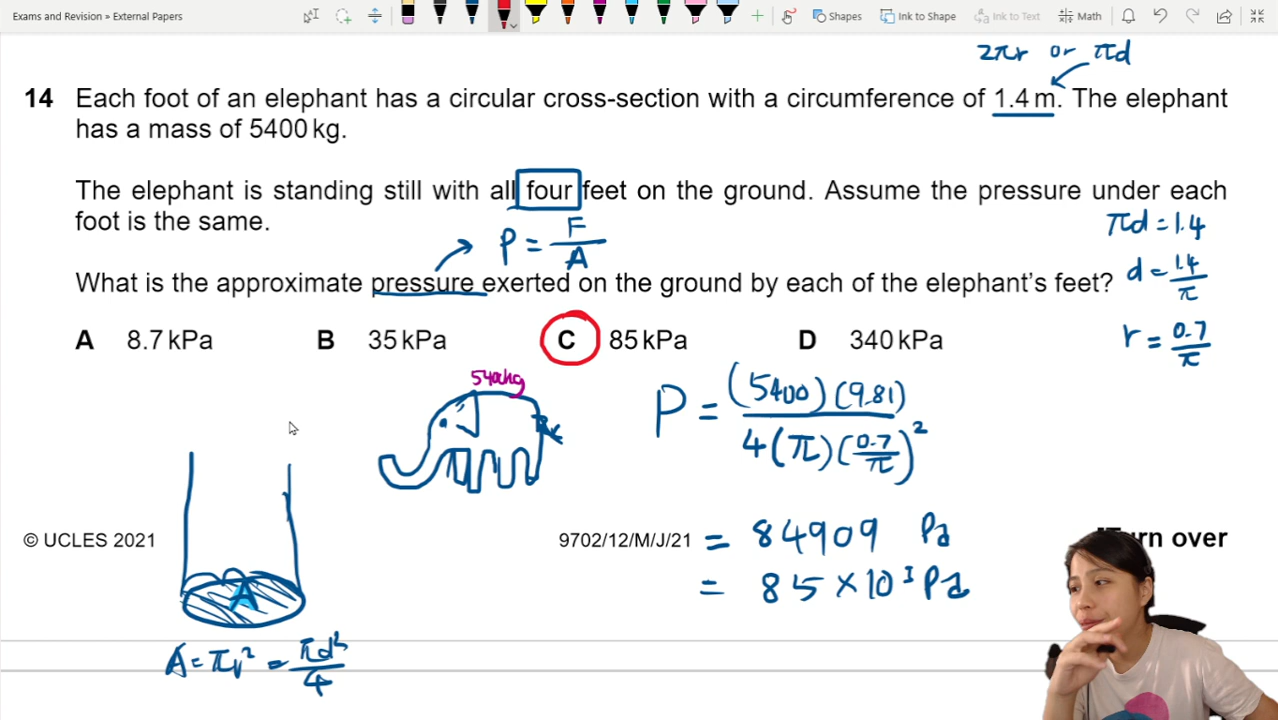 Exams and Revision » External Papers
Shapes
Ink to Shape
Ink to Text
Math
2πr or πd
14 Each foot of an elephant has a circular cross-section with a circumference of 1.4 m. The elephant
has a mass of 5400 kg.
The elephant is standing still with all four feet on the ground. Assume the pressure under each
foot is the same.
πd = 1.4
P = F/A
What is the approximate pressure exerted on the ground by each of the elephant's feet?
d = 1.4/π
A 8.7 kPa B 35 kPa C 85 kPa D 340 kPa
r = 0.7/π
5400kg
P = (5400)(9.81)/4(π)(0.7/π)²
© UCLES 2021 9702/12/M/J/21 rn over
= 84909 Pa
A
= 85 × 10³ Pa
A = πr² = πd²/4